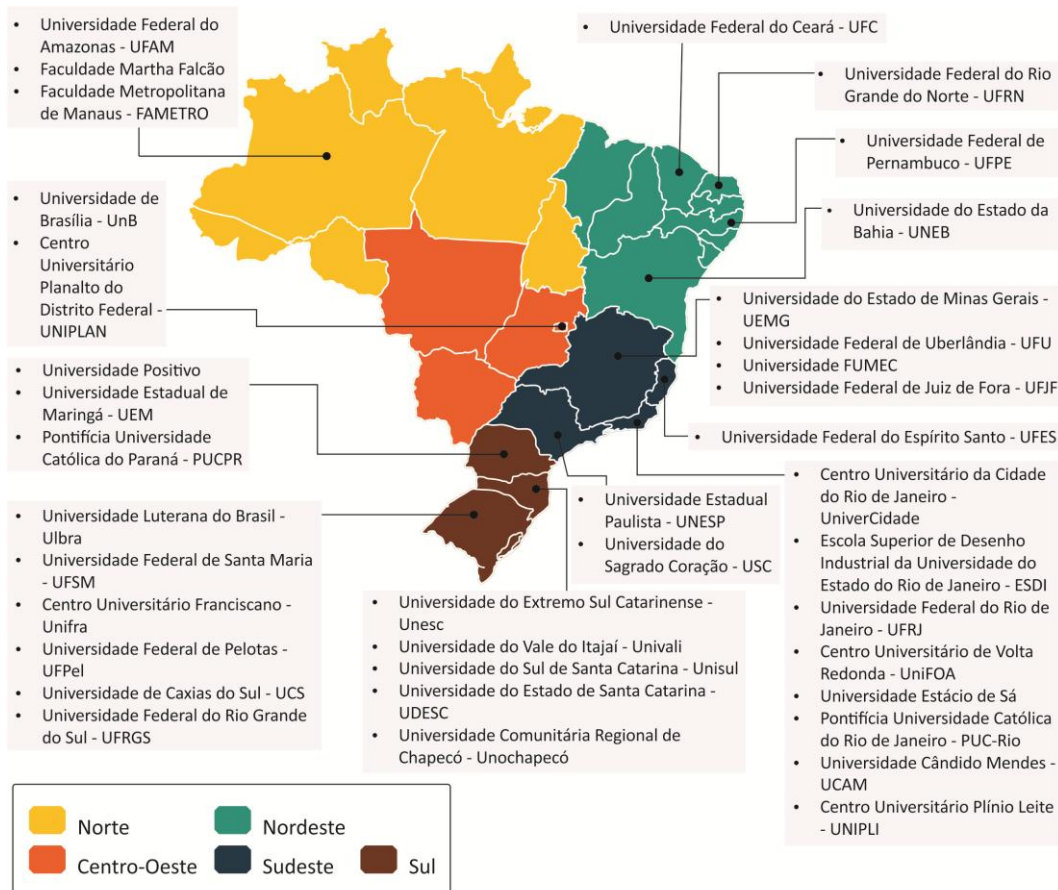 • Universidade Federal do
Amazonas - UFAM
• Faculdade Martha Falcão
• Faculdade Metropolitana
de Manaus - FAMETRO
• Universidade Federal do Ceará - UFC
• Universidade Federal do Rio
Grande do Norte - UFRN
• Universidade Federal de
Pernambuco - UFPE
• Universidade do Estado da
Bahia - UNEB
• Universidade de
Brasília - UnB
• Centro
Universitário
Planalto do
Distrito Federal -
UNIPLAN
• Universidade do Estado de Minas Gerais -
UEMG
• Universidade Federal de Uberlândia - UFU
• Universidade FUMEC
• Universidade Federal de Juiz de Fora - UFJF
• Universidade Positivo
• Universidade Estadual de
Maringá - UEM
• Pontifícia Universidade
Católica do Paraná - PUCPR
• Universidade Federal do Espírito Santo - UFES
• Centro Universitário da Cidade
do Rio de Janeiro -
UniverCidade
• Escola Superior de Desenho
Industrial da Universidade do
Estado do Rio de Janeiro - ESDI
• Universidade Federal do Rio de
Janeiro - UFRJ
• Centro Universitário de Volta
Redonda - UniFOA
• Universidade Estácio de Sá
• Pontifícia Universidade Católica
do Rio de Janeiro - PUC-Rio
• Universidade Cândido Mendes -
UCAM
• Centro Universitário Plínio Leite
- UNIPLI
• Universidade Estadual
Paulista - UNESP
• Universidade do
Sagrado Coração - USC
• Universidade Luterana do Brasil -
Ulbra
• Universidade Federal de Santa Maria
- UFSM
• Centro Universitário Franciscano -
Unifra
• Universidade Federal de Pelotas -
UFPel
• Universidade de Caxias do Sul - UCS
• Universidade Federal do Rio Grande
do Sul - UFRGS
• Universidade do Extremo Sul Catarinense -
Unesc
• Universidade do Vale do Itajaí - Univali
• Universidade do Sul de Santa Catarina - Unisul
• Universidade do Estado de Santa Catarina -
UDESC
• Universidade Comunitária Regional de
Chapecó - Unochapecó
Norte
Nordeste
Centro-Oeste
Sudeste
Sul